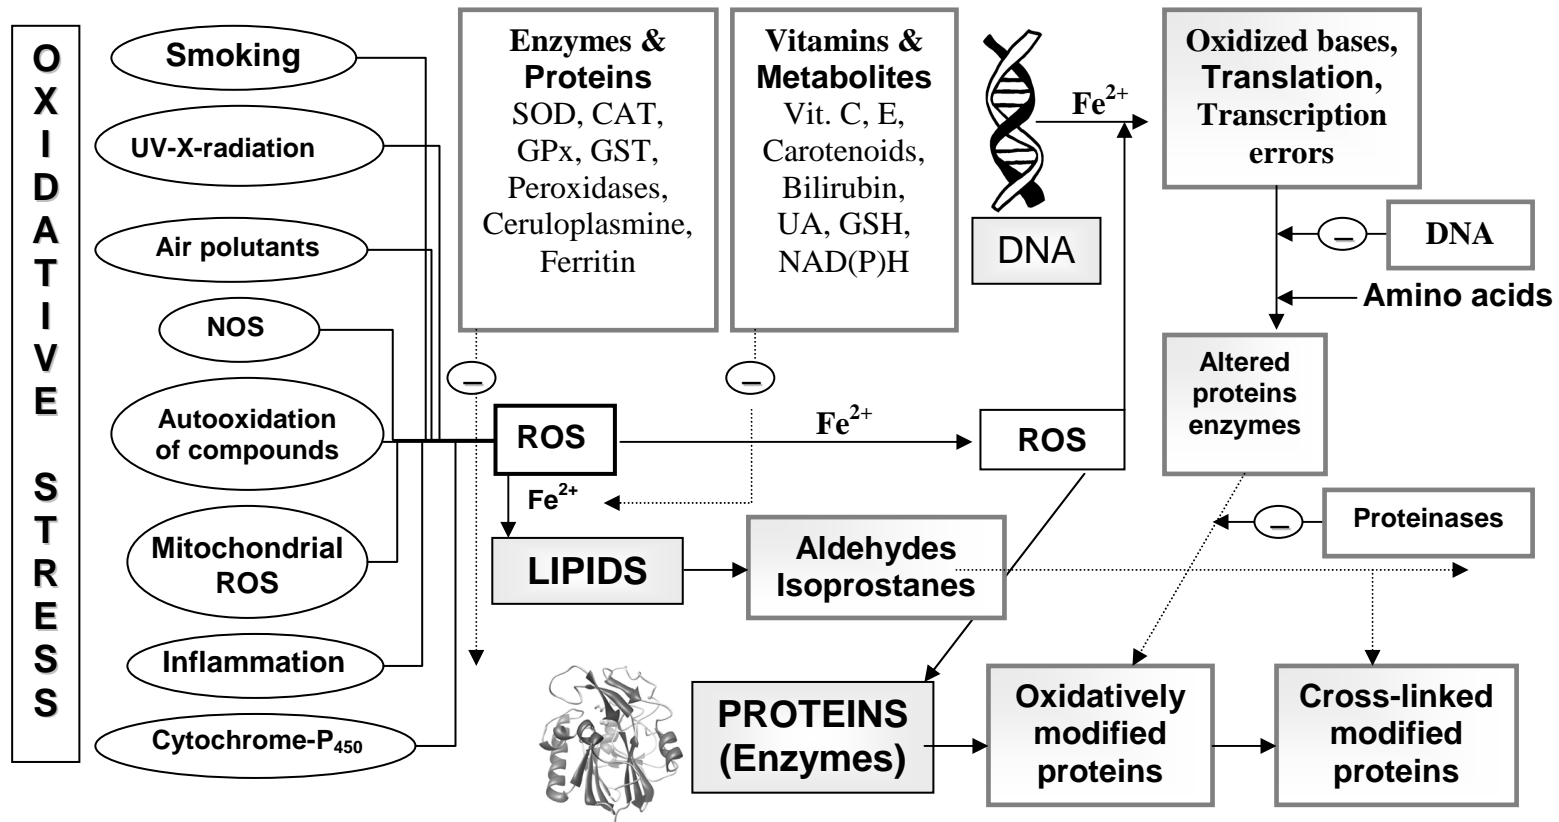 OXIDATIVE STRESS
Smoking
UV-X-radiation
Air polutants
NOS
Autooxidation
of compounds
Mitochondrial
ROS
Inflammation
Cytochrome-P450
Enzymes &
Proteins
SOD, CAT,
GPx, GST,
Peroxidases,
Ceruloplasmine,
Ferritin
–
Vitamins &
Metabolites
Vit. C, E,
Carotenoids,
Bilirubin,
UA, GSH,
NAD(P)H
–
DNA
Fe2+
Oxidized bases,
Translation,
Transcription
errors
–
DNA
Amino acids
Altered
proteins
enzymes
ROS
Fe2+
ROS
Fe2+
–
Proteinases
LIPIDS
Aldehydes
Isoprostanes
PROTEINS
(Enzymes)
Oxidatively
modified
proteins
Cross-linked
modified
proteins